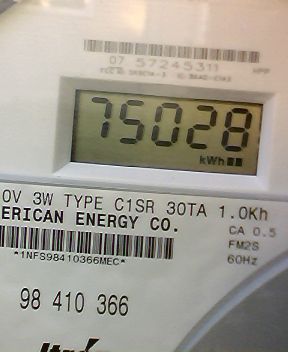 07 57245311
75028
kWh
0V 3W TYPE C1SR 30TA 1.0Kh
ERICAN ENERGY CO.
CA 0.5
FM2S
*1NFS98410366MEC*
60Hz
98 410 366